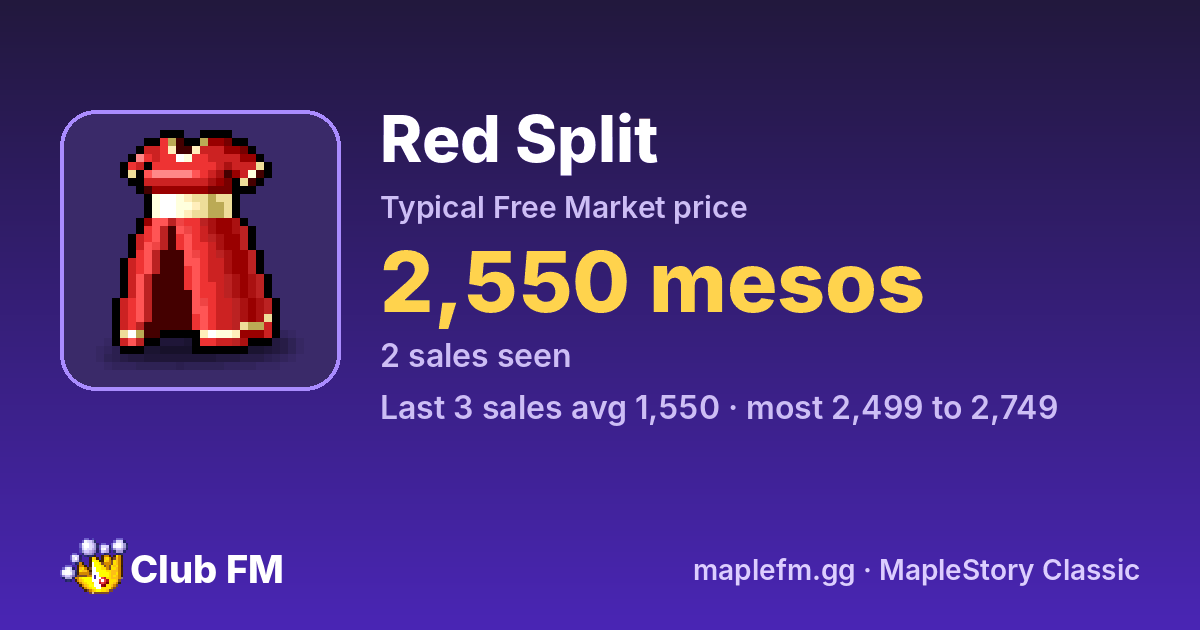 Red Split
Typical Free Market price
2,550 mesos
2 sales seen
Last 3 sales avg 1,550 · most 2,499 to 2,749
Club FM
maplefm.gg · MapleStory Classic